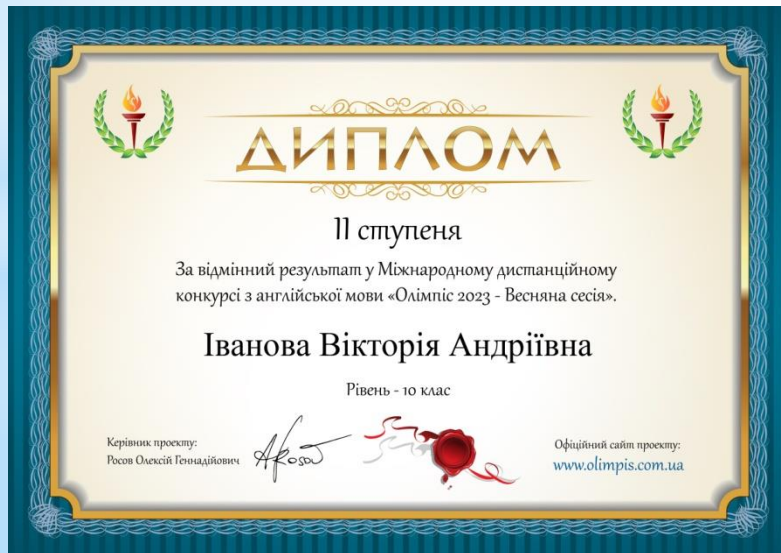 ДИПЛОМ
II ступеня
За відмінний результат у Міжнародному дистанційному
конкурсі з англійської мови «Олімпіс 2023 - Весняна сесія».
Іванова Вікторія Андріївна
Рівень - 10 клас
Керівник проекту:
Росов Олексій Геннадійович
Офіційний сайт проекту:
www.olimpis.com.ua